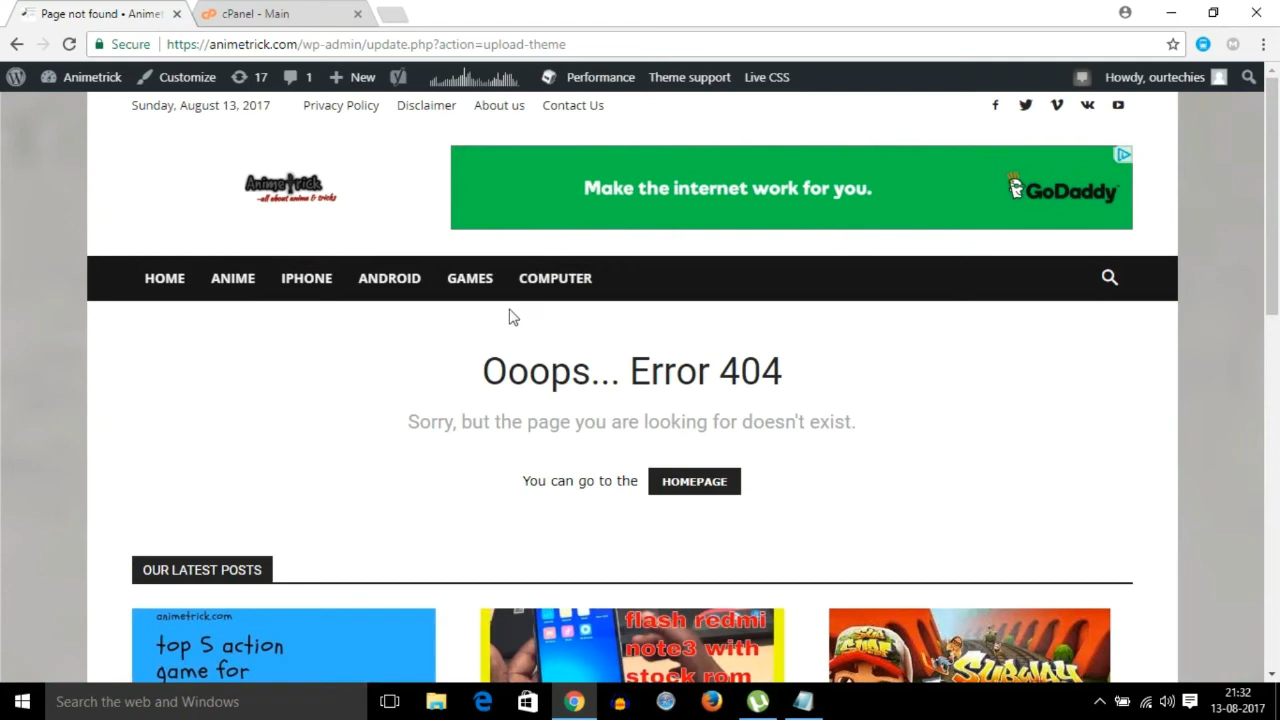 Page not found • Animet
cPanel - Main
Secure
https://animetrick.com/wp-admin/update.php?action=upload-theme
Animetrick
Customize
17
1
New
Performance
Theme support
Live CSS
Howdy, ourtechies
Sunday, August 13, 2017
Privacy Policy
Disclaimer
About us
Contact Us
Animetrick
-all about anime & tricks
Make the internet work for you.
GoDaddy
HOME
ANIME
IPHONE
ANDROID
GAMES
COMPUTER
Ooops... Error 404
Sorry, but the page you are looking for doesn't exist.
You can go to the
HOMEPAGE
OUR LATEST POSTS
animetrick.com
top 5 action
game for
flash redmi
note3 with
stock rom
SUBWAY
Search the web and Windows
21:32
13-08-2017